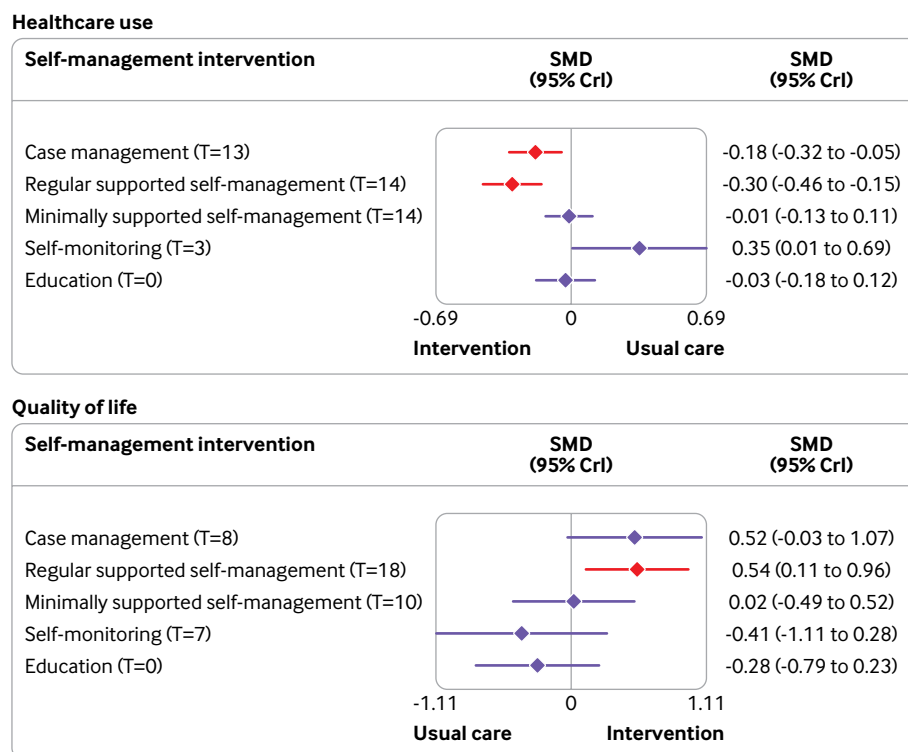 Healthcare use
Self-management intervention SMD SMD
(95% CrI) (95% CrI)
Case management (T=13) -0.18 (-0.32 to -0.05)
Regular supported self-management (T=14) -0.30 (-0.46 to -0.15)
Minimally supported self-management (T=14) -0.01 (-0.13 to 0.11)
Self-monitoring (T=3) 0.35 (0.01 to 0.69)
Education (T=0) -0.03 (-0.18 to 0.12)
-0.69 0 0.69
Intervention Usual care
Quality of life
Self-management intervention SMD SMD
(95% CrI) (95% CrI)
Case management (T=8) 0.52 (-0.03 to 1.07)
Regular supported self-management (T=18) 0.54 (0.11 to 0.96)
Minimally supported self-management (T=10) 0.02 (-0.49 to 0.52)
Self-monitoring (T=7) -0.41 (-1.11 to 0.28)
Education (T=0) -0.28 (-0.79 to 0.23)
-1.11 0 1.11
Usual care Intervention